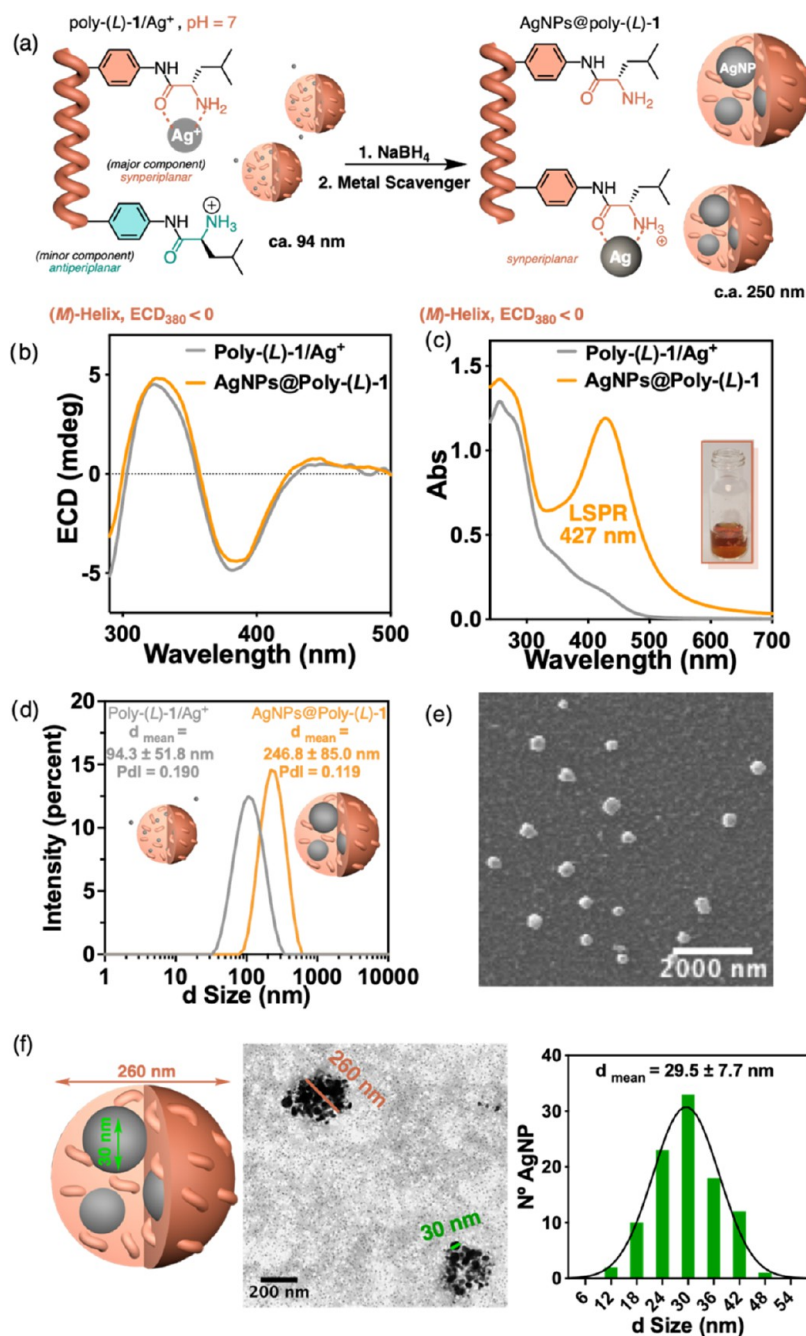 (a)
poly-(L)-1/Ag⁺ , pH = 7
AgNPs@poly-(L)-1
NH
O
NH₂
Ag⁺
(major component)
synperiplanar
NH
⊕
NH₃
O
(minor component)
antiperiplanar
ca. 94 nm
1. NaBH₄
2. Metal Scavenger
NH
O
NH₂
AgNP
NH
O
NH₃
⊕
Ag
synperiplanar
c.a. 250 nm
(M)-Helix, ECD₃₈₀ < 0
(b)
Poly-(L)-1/Ag⁺
AgNPs@Poly-(L)-1
ECD (mdeg)
5
0
-5
300
400
500
Wavelength (nm)
(M)-Helix, ECD₃₈₀ < 0
(c)
Poly-(L)-1/Ag⁺
AgNPs@Poly-(L)-1
Abs
1.5
1.0
0.5
0.0
LSPR
427 nm
300
400
500
600
700
Wavelength (nm)
(d)
Intensity (percent)
20
15
10
5
0
Poly-(L)-1/Ag⁺
d mean =
94.3 ± 51.8 nm
PdI = 0.190
AgNPs@Poly-(L)-1
d mean =
246.8 ± 85.0 nm
PdI = 0.119
1
10
100
1000
10000
d Size (nm)
(e)
2000 nm
(f)
260 nm
30 nm
260 nm
30 nm
200 nm
Nº AgNP
40
30
20
10
0
d mean = 29.5 ± 7.7 nm
6
12
18
24
30
36
42
48
54
d Size (nm)